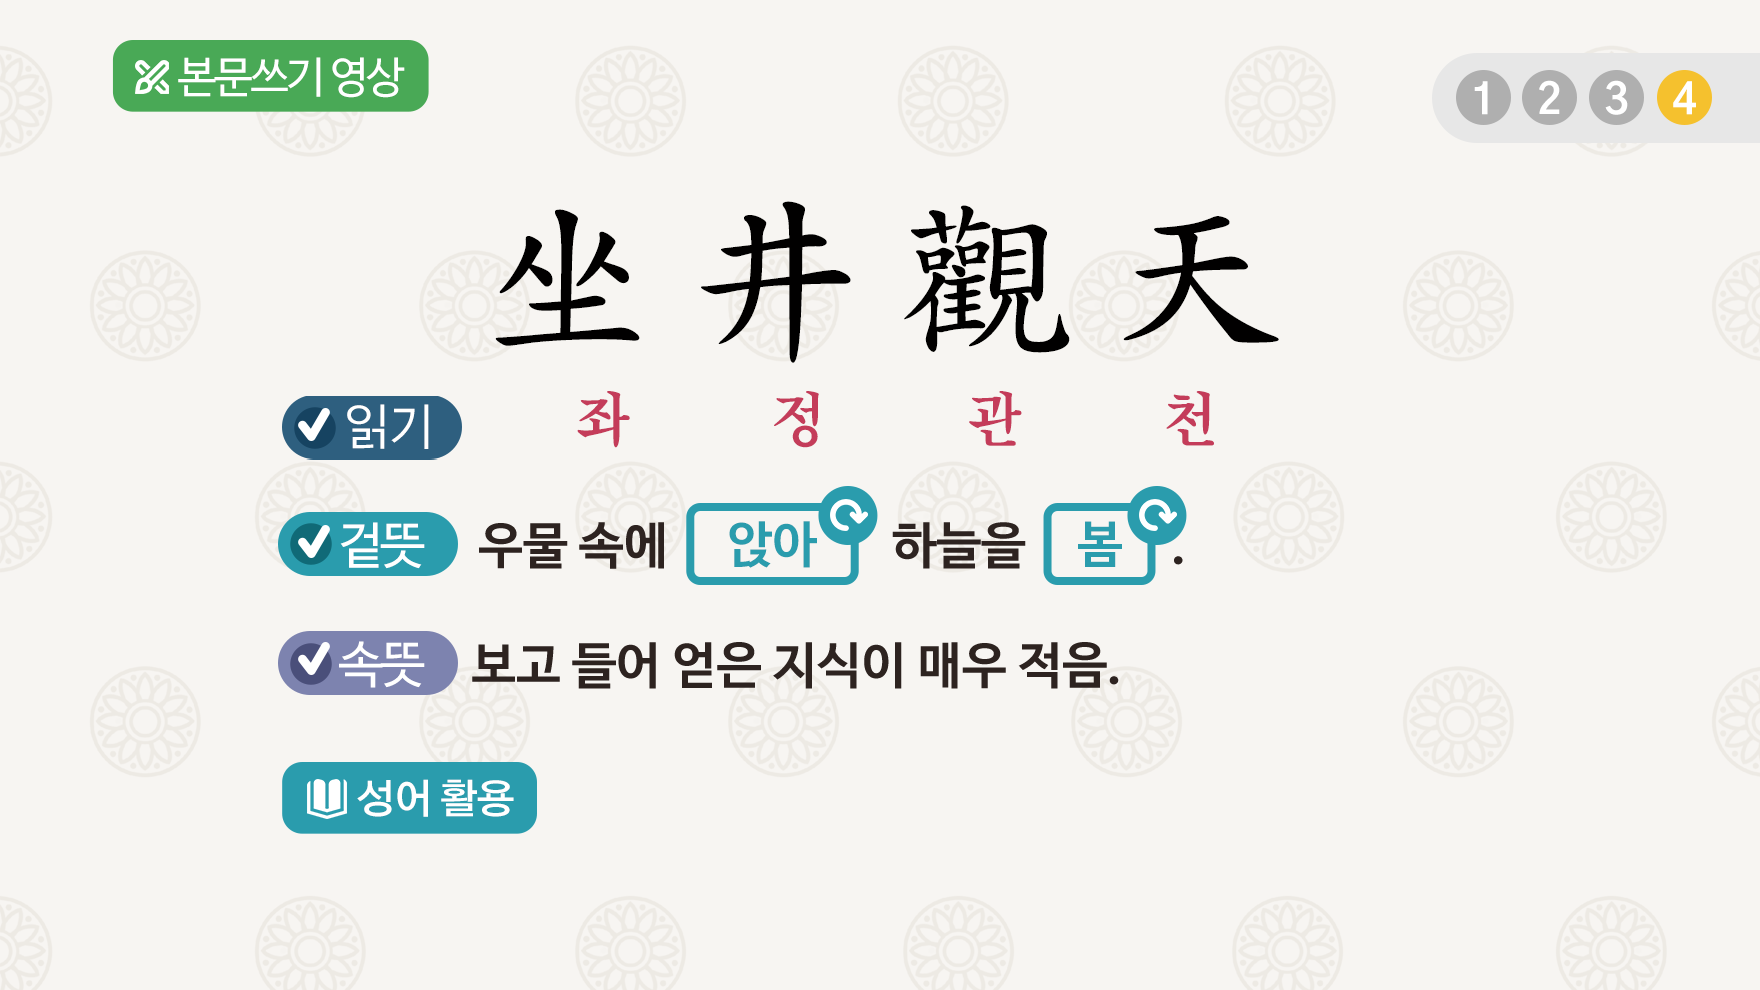 본문쓰기 영상
1 2 3 4
坐井觀天
읽기 좌 정 관 천
겉뜻 우물 속에 앉아 하늘을 봄.
속뜻 보고 들어 얻은 지식이 매우 적음.
성어 활용